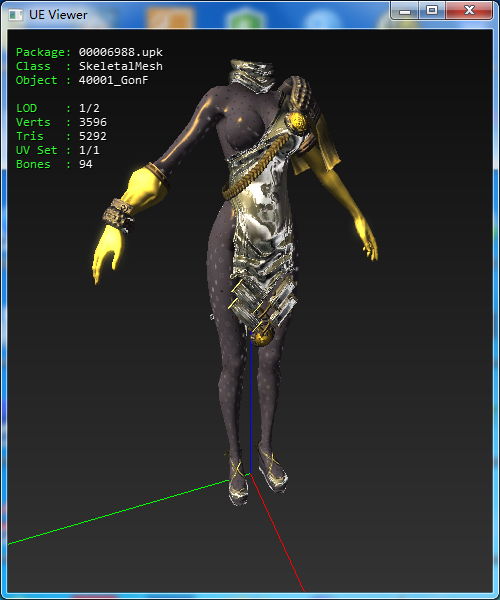 UE Viewer
Package: 00006988.upk
Class  : SkeletalMesh
Object : 40001_GonF
LOD    : 1/2
Verts  : 3596
Tris   : 5292
UV Set : 1/1
Bones  : 94